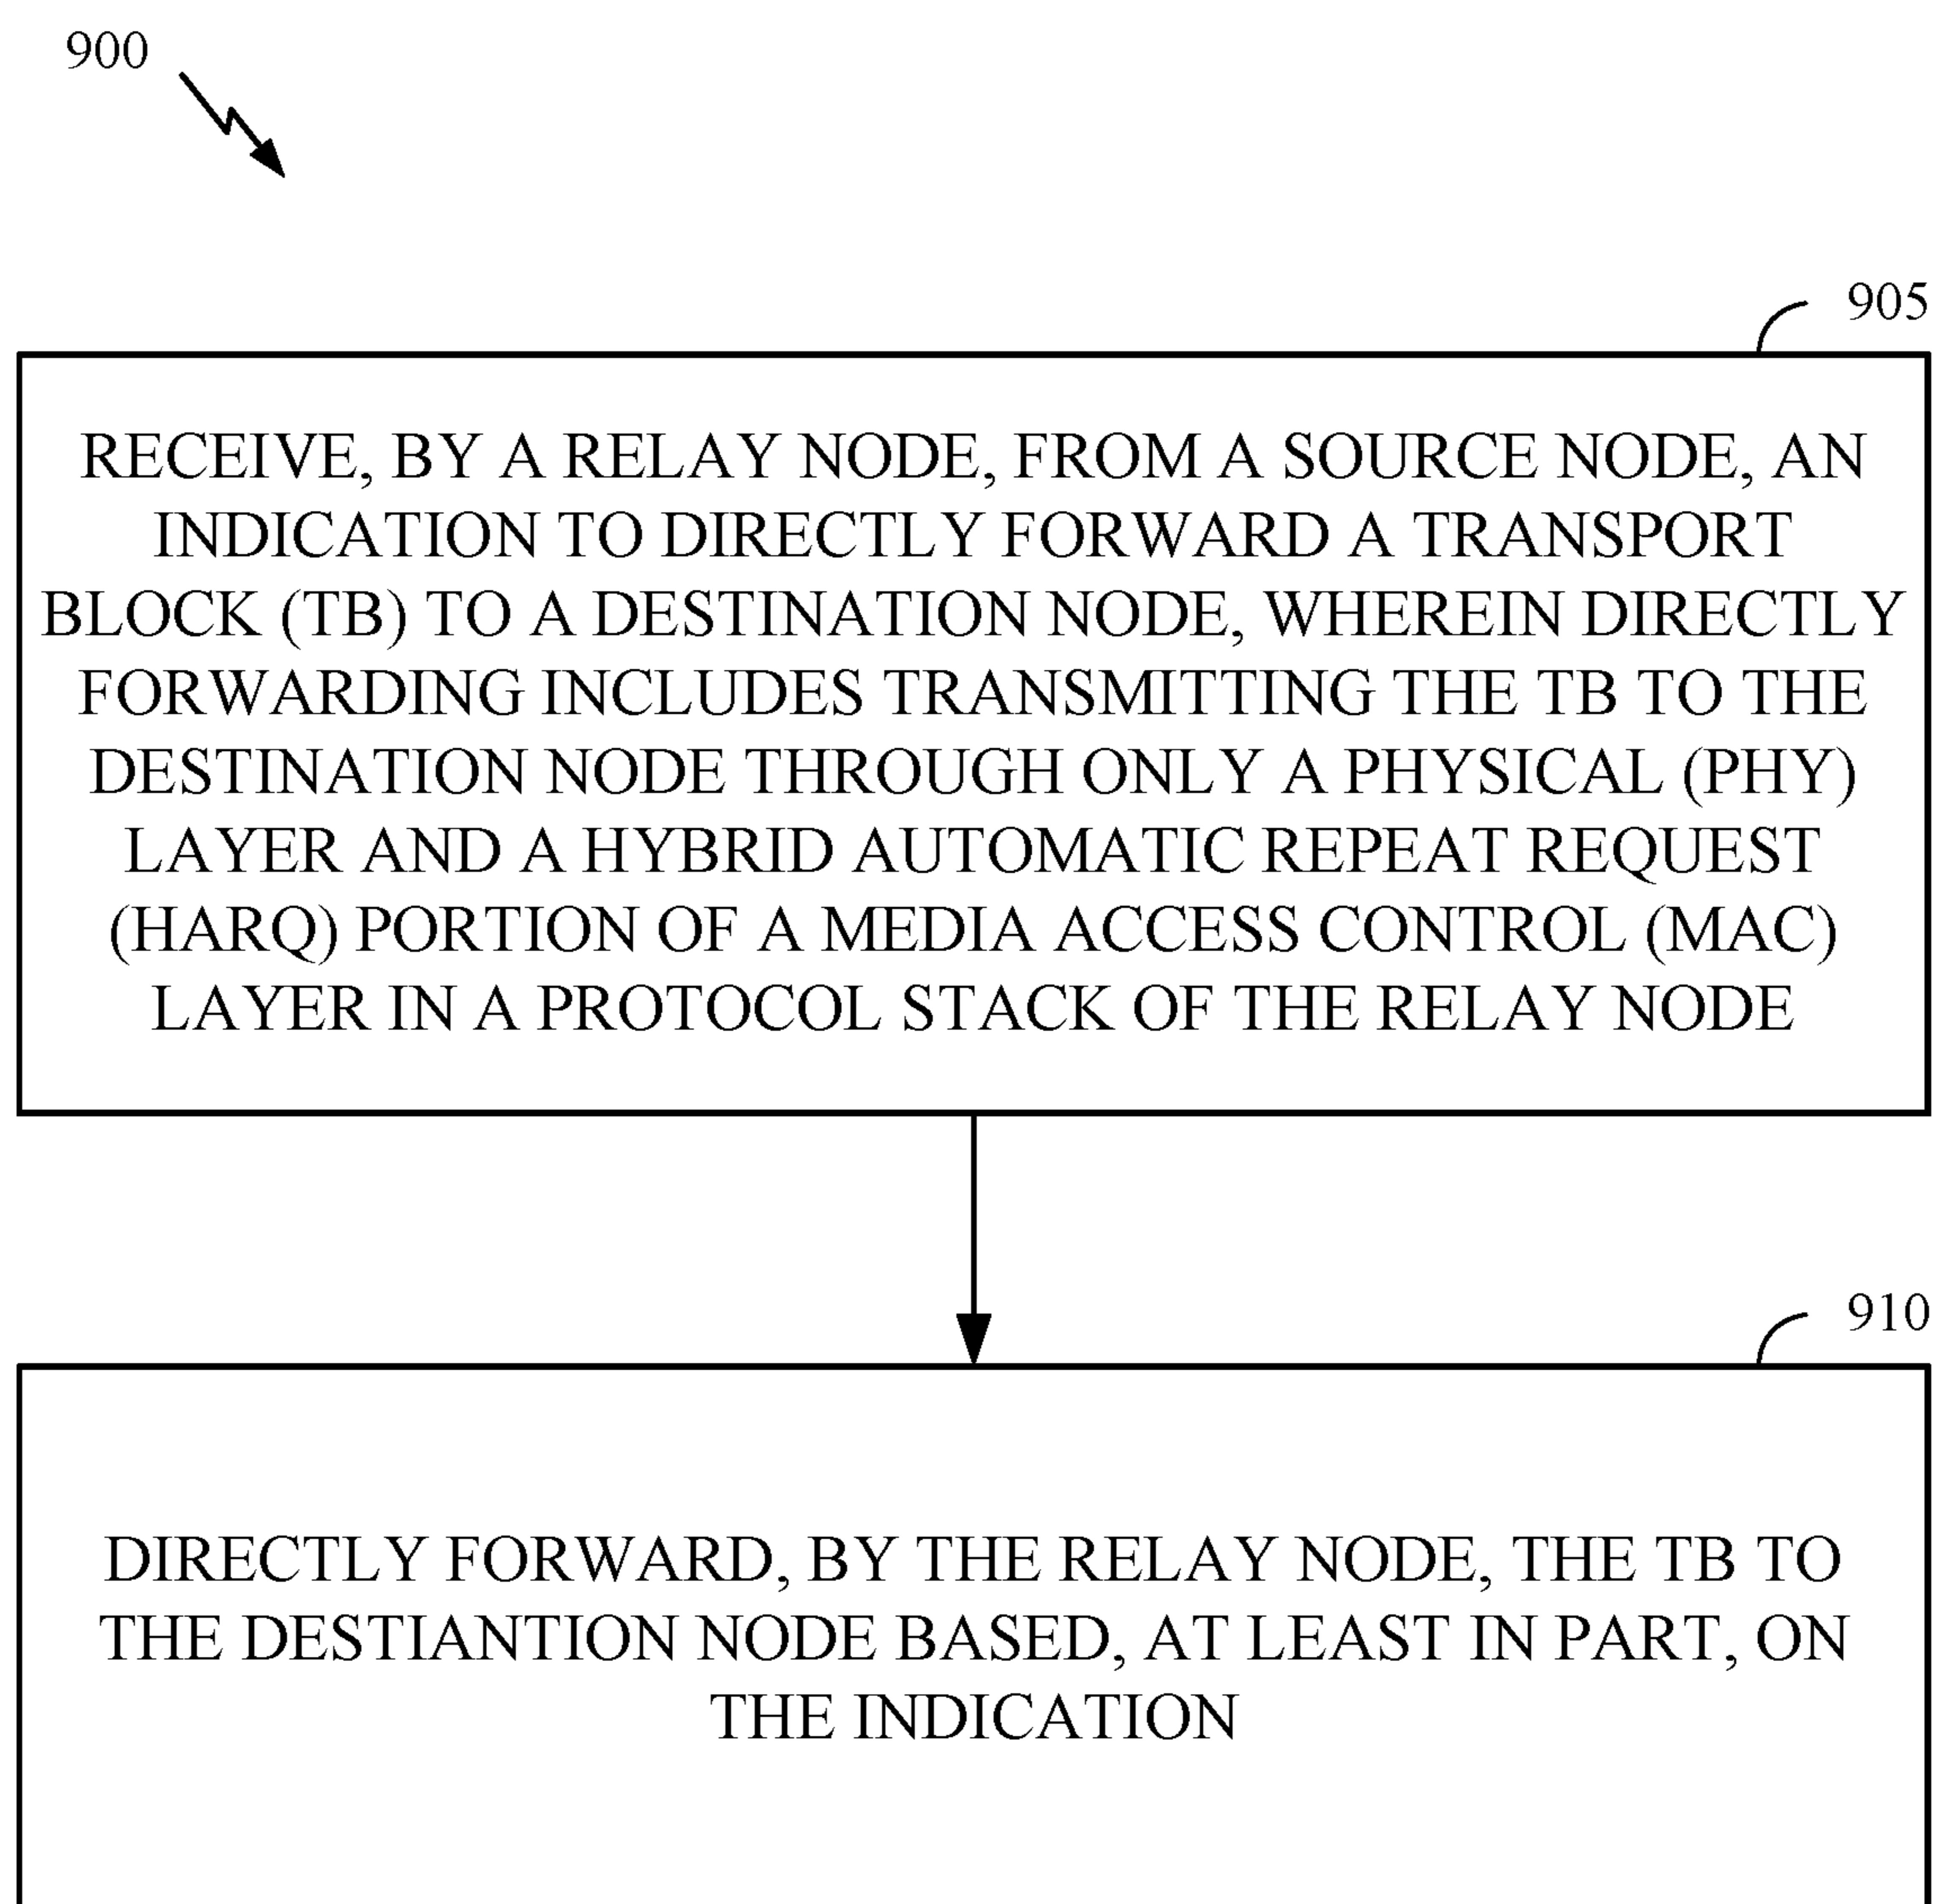 900
905
RECEIVE, BY A RELAY NODE, FROM A SOURCE NODE, AN
INDICATION TO DIRECTLY FORWARD A TRANSPORT
BLOCK (TB) TO A DESTINATION NODE, WHEREIN DIRECTLY
FORWARDING INCLUDES TRANSMITTING THE TB TO THE
DESTINATION NODE THROUGH ONLY A PHYSICAL (PHY)
LAYER AND A HYBRID AUTOMATIC REPEAT REQUEST
(HARQ) PORTION OF A MEDIA ACCESS CONTROL (MAC)
LAYER IN A PROTOCOL STACK OF THE RELAY NODE
910
DIRECTLY FORWARD, BY THE RELAY NODE, THE TB TO
THE DESTIANTION NODE BASED, AT LEAST IN PART, ON
THE INDICATION